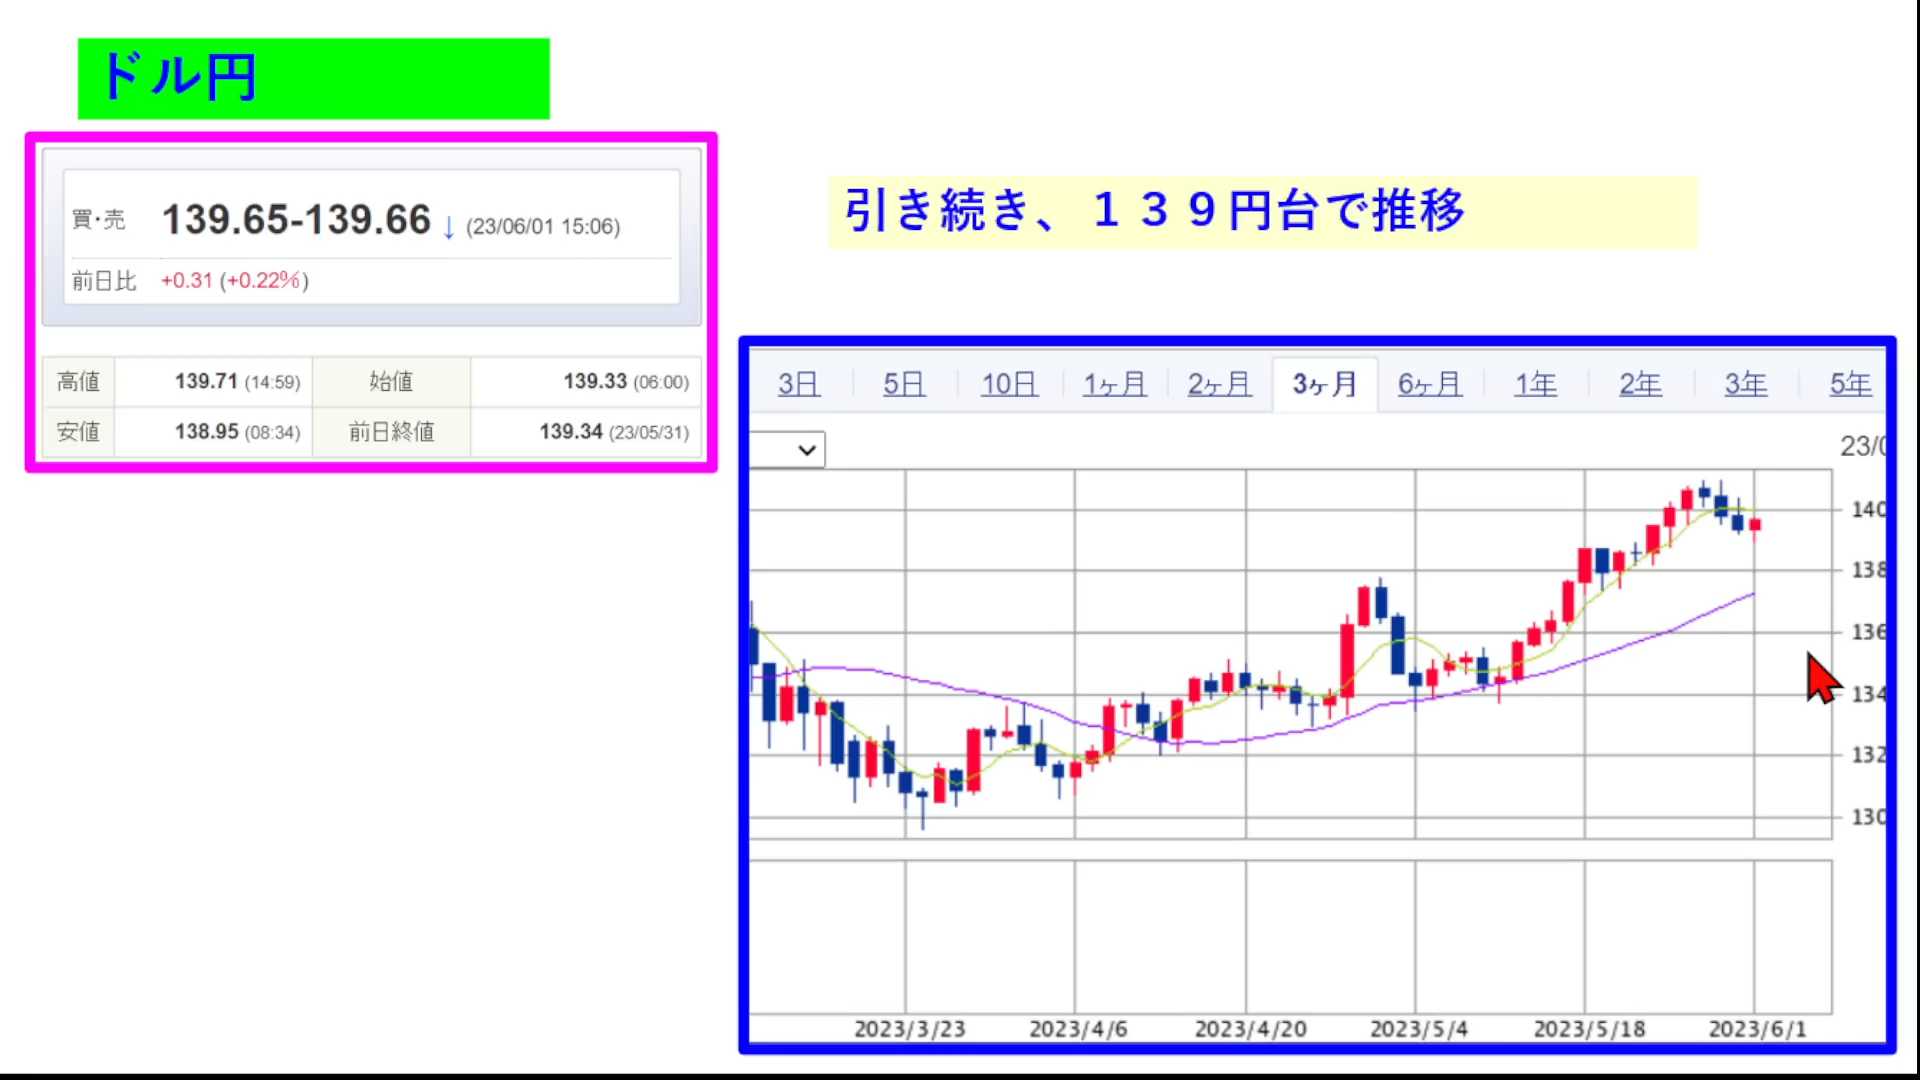 ドル円
買・売 139.65-139.66 ↓ (23/06/01 15:06)
前日比 +0.31 (+0.22%)
高値 139.71 (14:59) 始値 139.33 (06:00)
安値 138.95 (08:34) 前日終値 139.34 (23/05/31)
引き続き、１３９円台で推移
3日 5日 10日 1ヶ月 2ヶ月 3ヶ月 6ヶ月 1年 2年 3年 5年
23/0
140
138
136
134
132
130
2023/3/23 2023/4/6 2023/4/20 2023/5/4 2023/5/18 2023/6/1